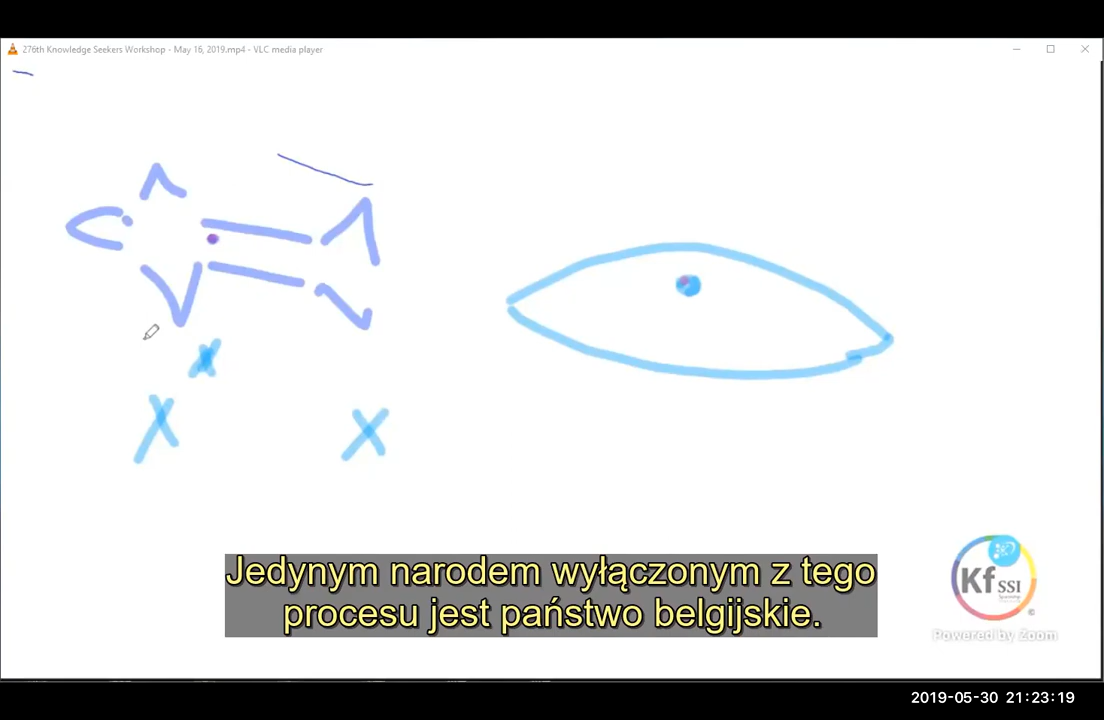 276th Knowledge Seekers Workshop - May 16, 2019.mp4 - VLC media player
X
X
X
Jedynym narodem wyłączonym z tego
procesu jest państwo belgijskie.
Kf SSI
Powered by Zoom
2019-05-30 21:23:19